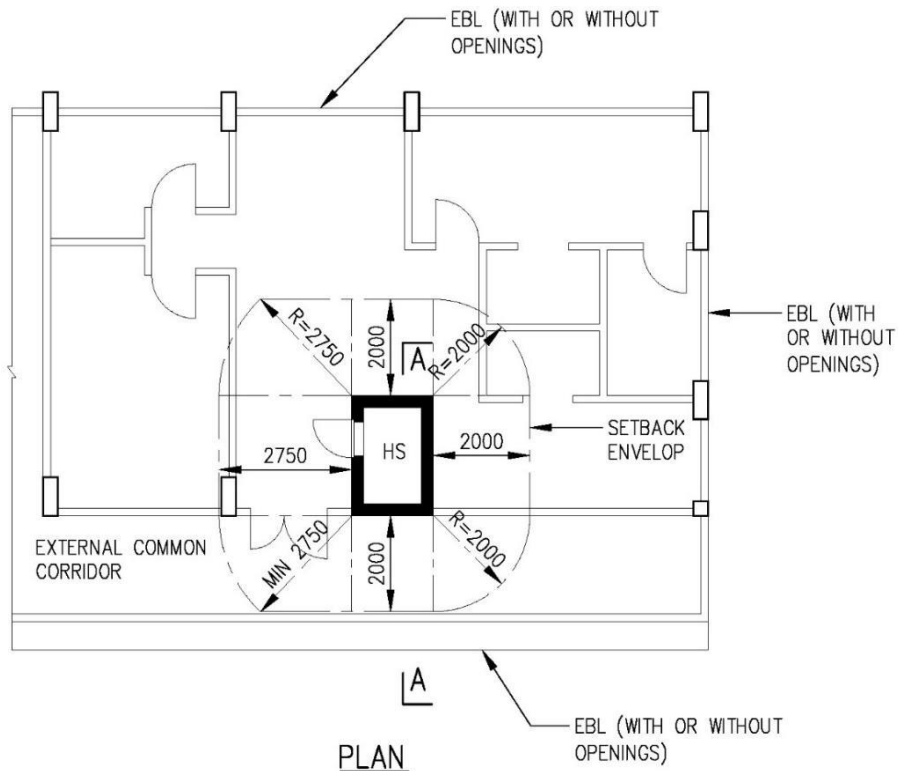 EBL (WITH OR WITHOUT
OPENINGS)
R=2750
2000
A
R=2000
EBL (WITH
OR WITHOUT
OPENINGS)
SETBACK
ENVELOP
2750
HS
2000
EXTERNAL COMMON
CORRIDOR
MIN 2750
2000
R=2000
A
EBL (WITH OR WITHOUT
OPENINGS)
PLAN